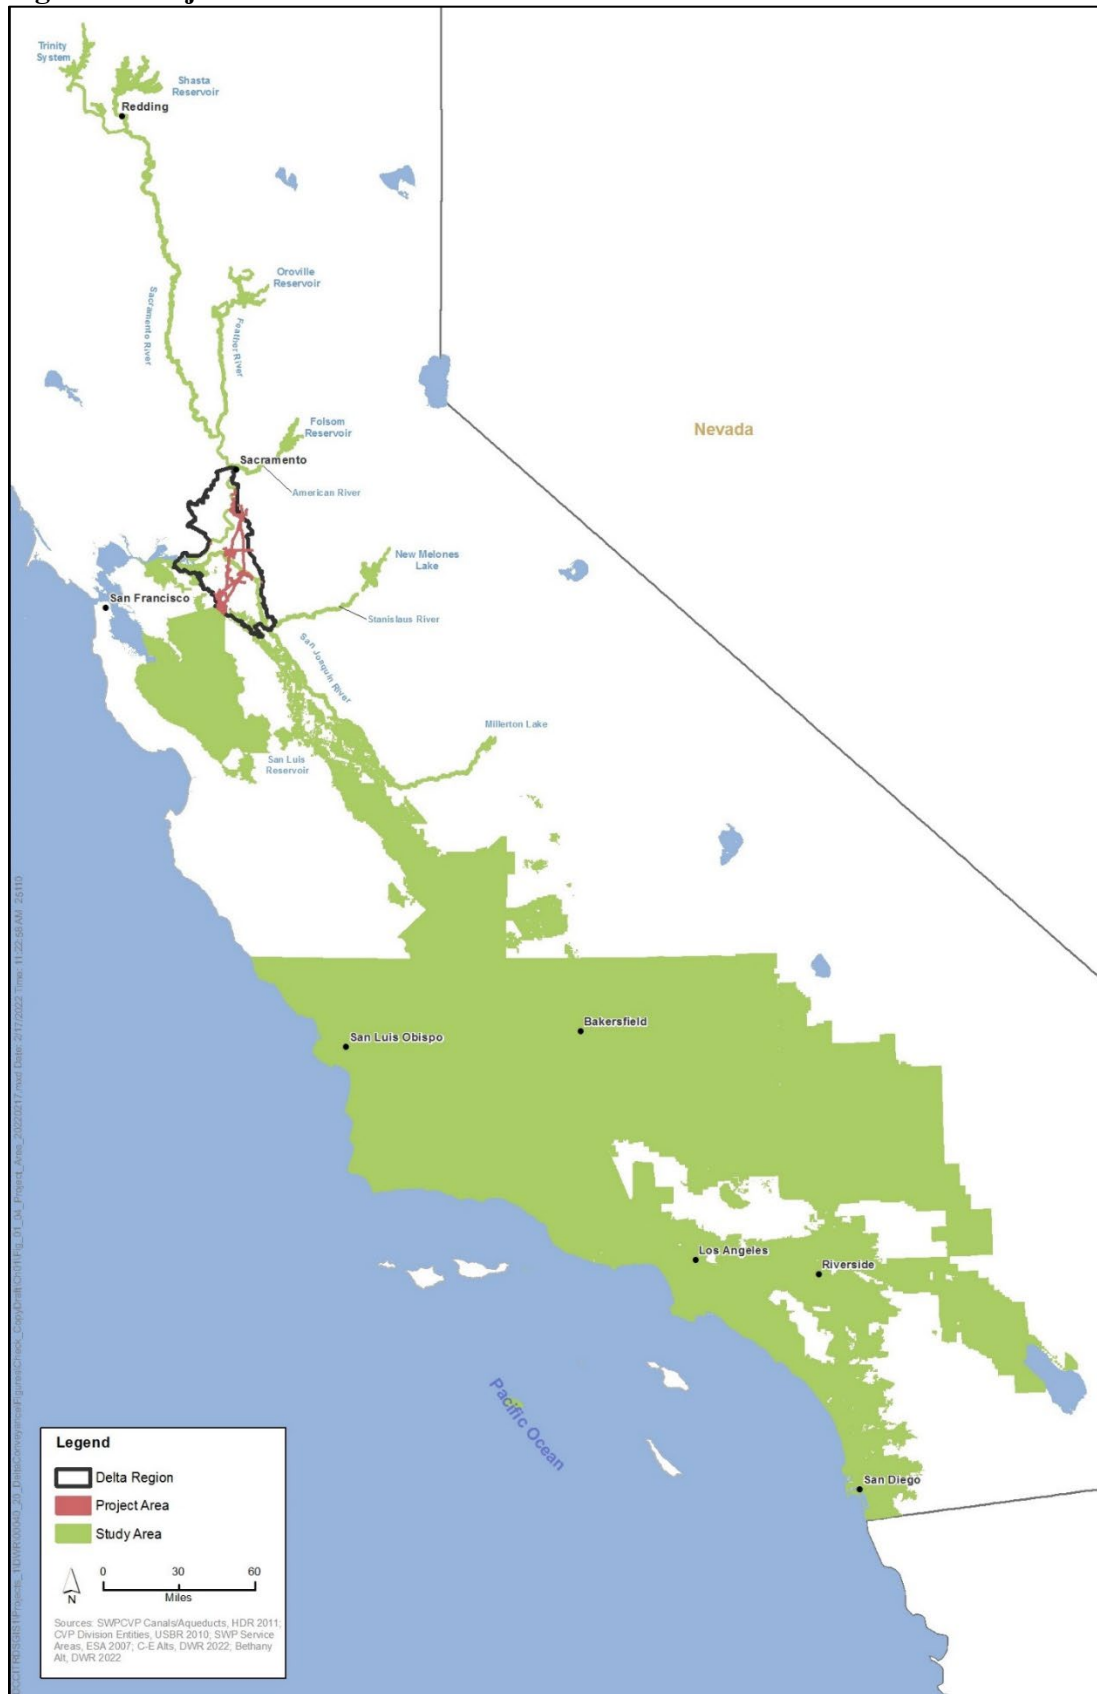 Trinity
System
Shasta
Reservoir
Redding
Oroville
Reservoir
Sacramento River
Feather River
Folsom
Reservoir
Nevada
Sacramento
American River
New Melones
Lake
San Francisco
Stanislaus River
San Joaquin River
Millerton Lake
San Luis
Reservoir
Bakersfield
San Luis Obispo
Los Angeles
Riverside
Pacific Ocean
San Diego
Legend
Delta Region
Project Area
Study Area
N
0 30 60
Miles
Sources: SWPCVP Canals/Aqueducts, HDR 2011;
CVP Division Entities, USBR 2010; SWP Service
Areas, ESA 2007; C-E Alts, DWR 2022; Bethany
Alt, DWR 2022